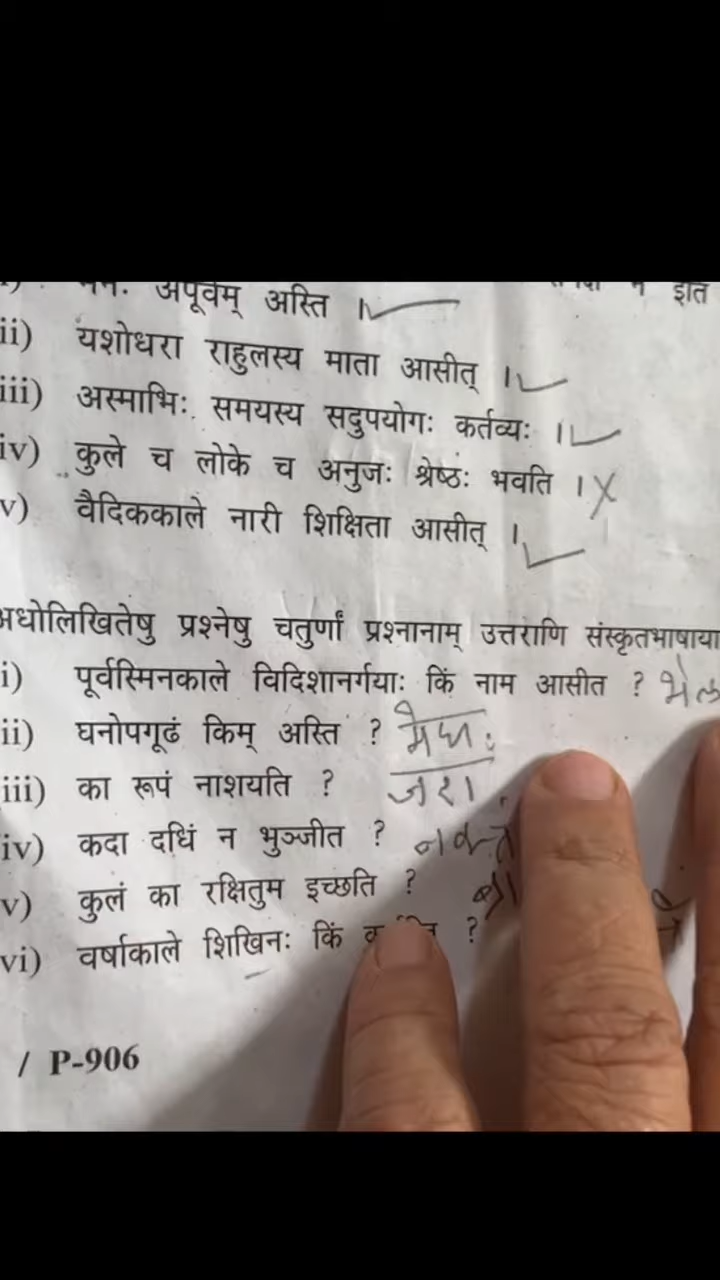 अपूर्वम् अस्ति ।
ii) यशोधरा राहुलस्य माता आसीत् ।
iii) अस्माभिः समयस्य सदुपयोगः कर्तव्यः ।
iv) कुले च लोके च अनुजः श्रेष्ठः भवति ।
v) वैदिककाले नारी शिक्षिता आसीत् ।
अधोलिखितेषु प्रश्नेषु चतुर्णां प्रश्नानाम् उत्तराणि संस्कृतभाषाया
i) पूर्वस्मिनकाले विदिशानर्गयाः किं नाम आसीत ?
ii) घनोपगूढं किम् अस्ति ? मेघः
iii) का रूपं नाशयति ? जरा
iv) कदा दधिं न भुञ्जीत ?
v) कुलं का रक्षितुम इच्छति ?
vi) वर्षाकाले शिखिनः किं ?
/ P-906